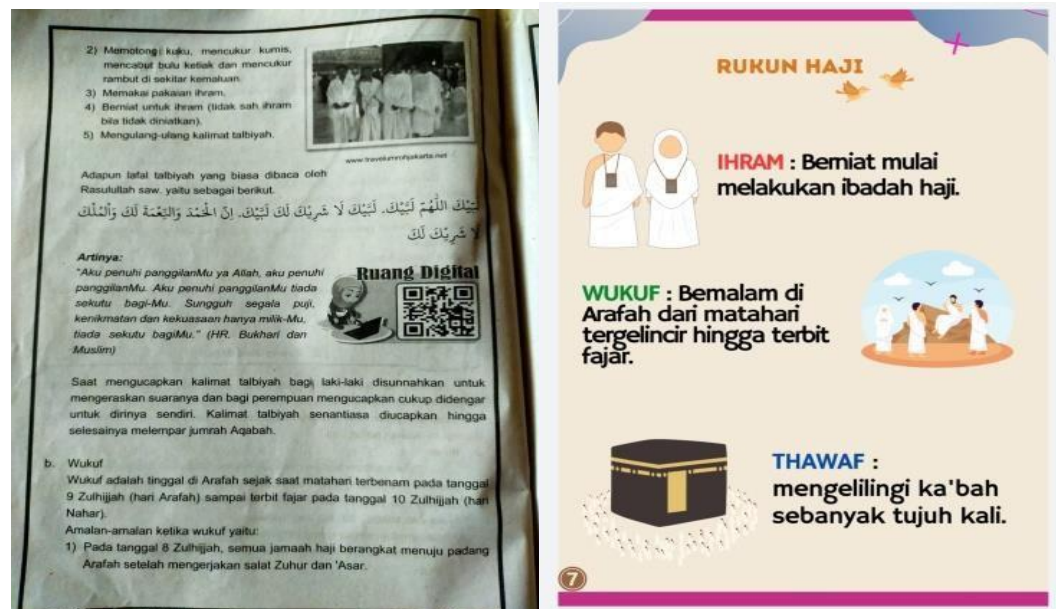 2) Memotong kuku, mencukur kumis,
mencabut bulu ketiak dan mencukur
rambut di sekitar kemaluan.
3) Memakai pakaian ihram.
4) Berniat untuk ihram (tidak sah ihram
bila tidak diniatkan).
5) Mengulang-ulang kalimat talbiyah.
www.travelumrohjakarta.net
Adapun lafal talbiyah yang biasa dibaca oleh
Rasulullah saw. yaitu sebagai berikut.
لَبَّيْكَ اللَّهُمَّ لَبَّيْكَ. لَبَّيْكَ لَا شَرِيْكَ لَكَ لَبَّيْكَ. اِنَّ الْحَمْدَ وَالنِّعْمَةَ لَكَ وَالْمُلْكَ
لَا شَرِيْكَ لَكَ
Artinya:
"Aku penuhi panggilanMu ya Allah, aku penuhi
panggilanMu. Aku penuhi panggilanMu tiada
sekutu bagi-Mu. Sungguh segala puji,
kenikmatan dan kekuasaan hanya milik-Mu,
tiada sekutu bagiMu." (HR. Bukhari dan
Muslim)
Ruang Digital
Saat mengucapkan kalimat talbiyah bagi laki-laki disunnahkan untuk
mengeraskan suaranya dan bagi perempuan mengucapkan cukup didengar
untuk dirinya sendiri. Kalimat talbiyah senantiasa diucapkan hingga
selesainya melempar jumrah Aqabah.
b. Wukuf
Wukuf adalah tinggal di Arafah sejak saat matahari terbenam pada tanggal
9 Zulhijjah (hari Arafah) sampai terbit fajar pada tanggal 10 Zulhijjah (hari
Nahar).
Amalan-amalan ketika wukuf yaitu:
1) Pada tanggal 8 Zulhijjah, semua jamaah haji berangkat menuju padang
Arafah setelah mengerjakan salat Zuhur dan 'Asar.
RUKUN HAJI
IHRAM : Berniat mulai
melakukan ibadah haji.
WUKUF : Bermalam di
Arafah dari matahari
tergelincir hingga terbit
fajar.
THAWAF :
mengelilingi ka'bah
sebanyak tujuh kali.
7